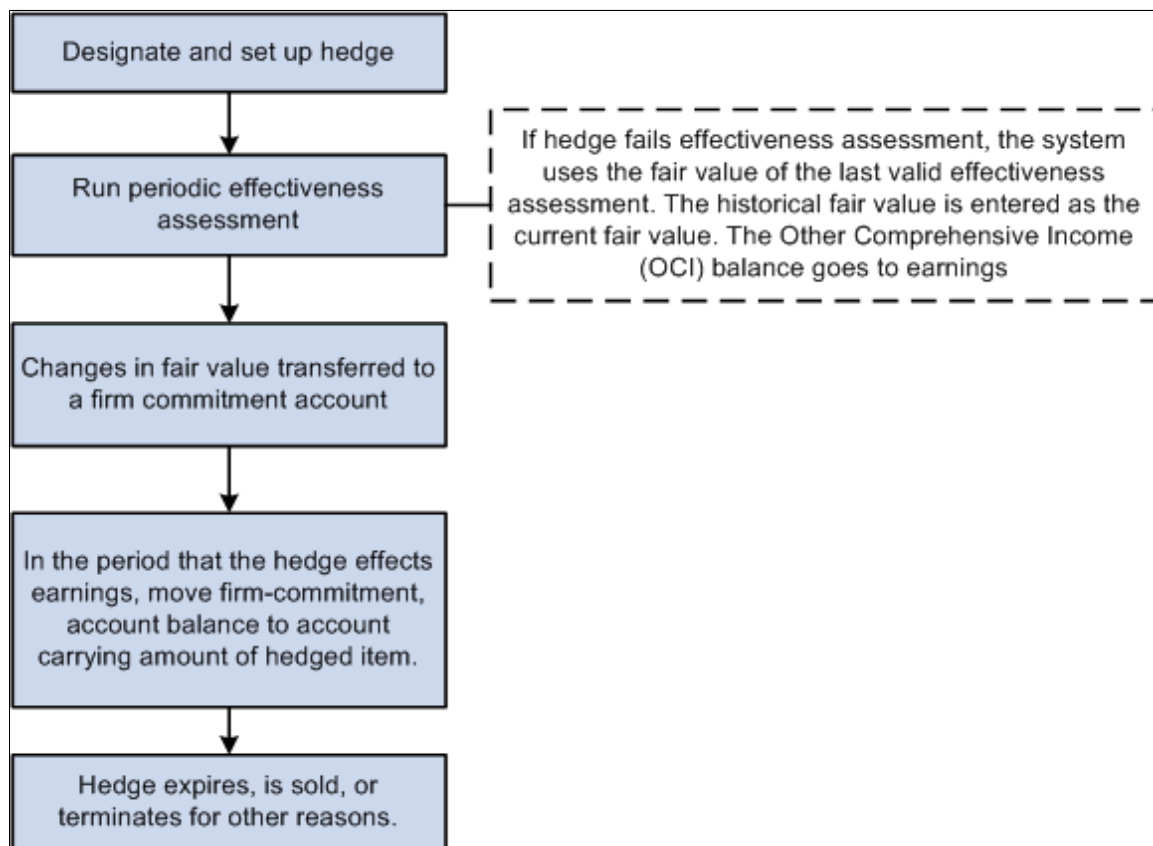 Designate and set up hedge
Run periodic effectiveness
assessment
If hedge fails effectiveness assessment, the system
uses the fair value of the last valid effectiveness
assessment. The historical fair value is entered as the
current fair value. The Other Comprehensive Income
(OCI) balance goes to earnings
Changes in fair value transferred to
a firm commitment account
In the period that the hedge effects
earnings, move firm-commitment,
account balance to account
carrying amount of hedged item.
Hedge expires, is sold, or
terminates for other reasons.